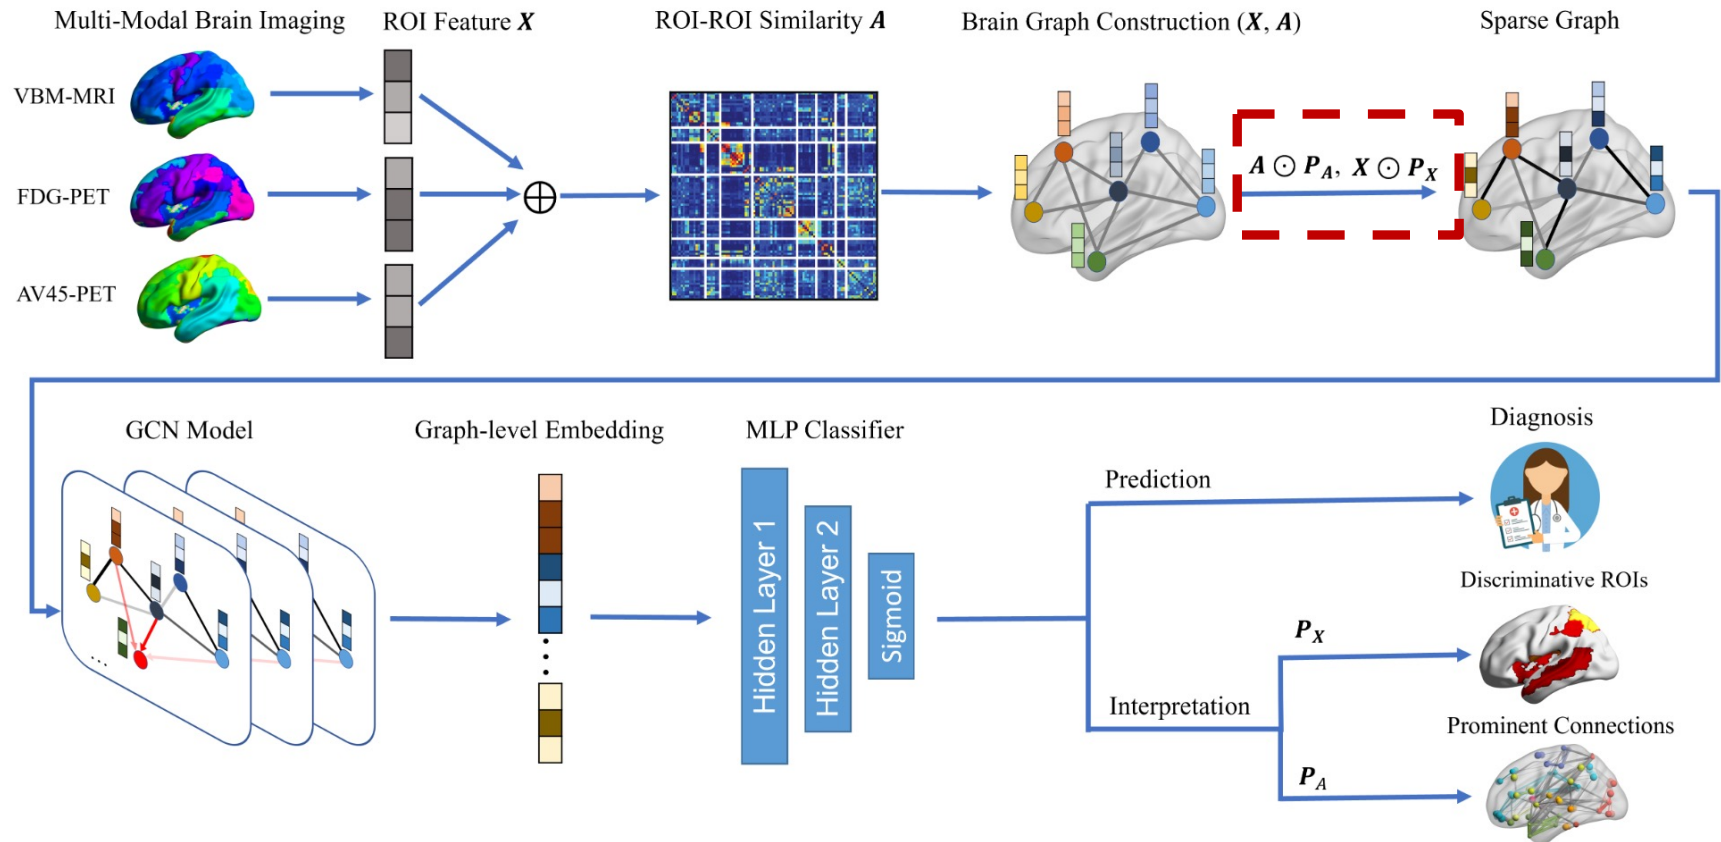 Multi-Modal Brain Imaging
ROI Feature X
ROI-ROI Similarity A
Brain Graph Construction (X, A)
Sparse Graph
VBM-MRI
FDG-PET
AV45-PET
A ⊙ P_A, X ⊙ P_X
GCN Model
Graph-level Embedding
MLP Classifier
Diagnosis
...
Hidden Layer 1
Hidden Layer 2
Sigmoid
Prediction
Interpretation
Discriminative ROIs
P_X
Prominent Connections
P_A